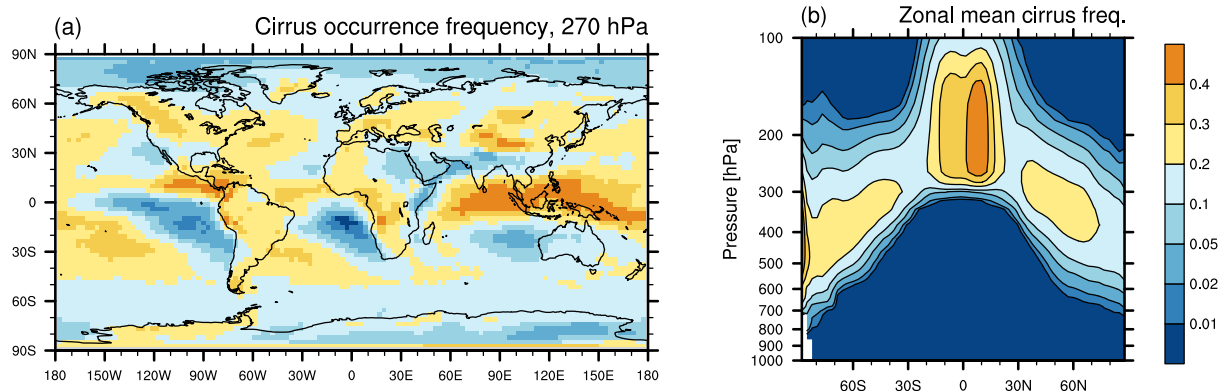 (a) Cirrus occurrence frequency, 270 hPa
90N
60N
30N
0
30S
60S
90S
180 150W 120W 90W 60W 30W 0 30E 60E 90E 120E 150E 180
(b) Zonal mean cirrus freq.
Pressure [hPa]
100
200
300
400
500
600
700
800
900
1000
60S 30S 0 30N 60N
0.4
0.3
0.2
0.1
0.05
0.02
0.01